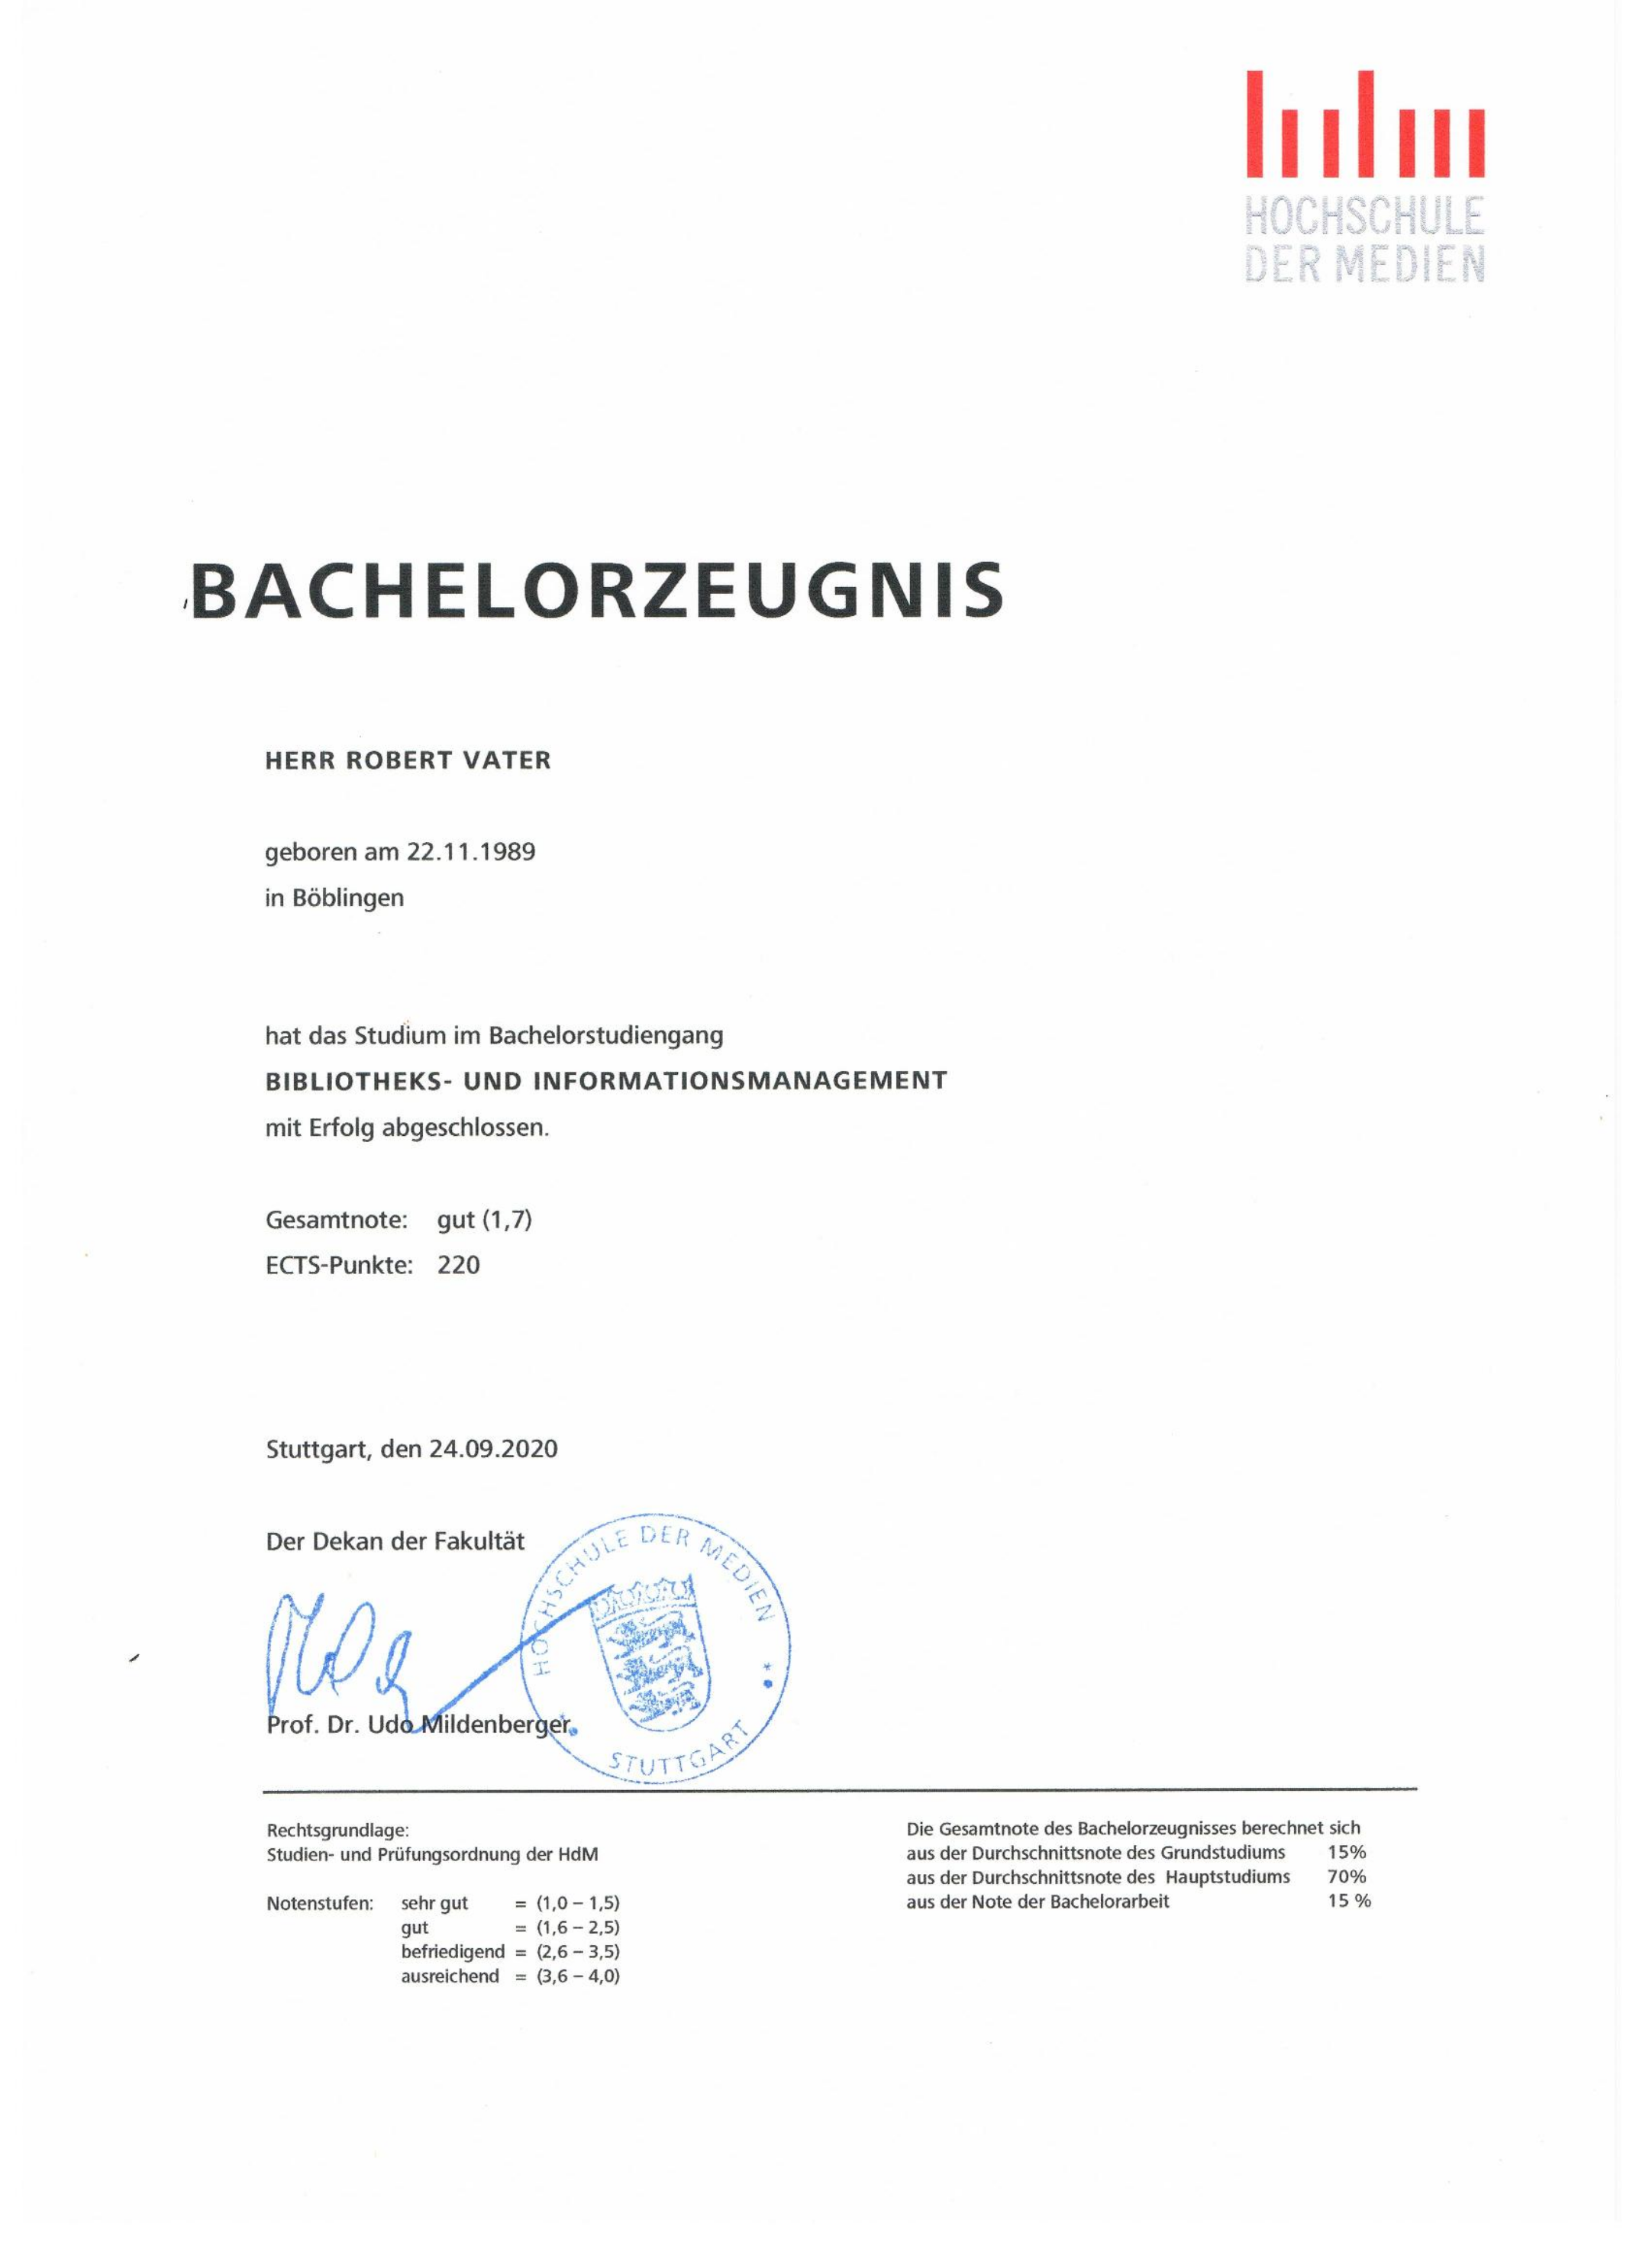 hdm
HOCHSCHULE
DER MEDIEN
BACHELORZEUGNIS
HERR ROBERT VATER
geboren am 22.11.1989
in Böblingen
hat das Studium im Bachelorstudiengang
BIBLIOTHEKS- UND INFORMATIONSMANAGEMENT
mit Erfolg abgeschlossen.
Gesamtnote: gut (1,7)
ECTS-Punkte: 220
Stuttgart, den 24.09.2020
Der Dekan der Fakultät
HOCHSCHULE DER MEDIEN
STUTTGART
Prof. Dr. Udo Mildenberger
Rechtsgrundlage:
Studien- und Prüfungsordnung der HdM
Notenstufen: sehr gut = (1,0 – 1,5)
gut = (1,6 – 2,5)
befriedigend = (2,6 – 3,5)
ausreichend = (3,6 – 4,0)
Die Gesamtnote des Bachelorzeugnisses berechnet sich
aus der Durchschnittsnote des Grundstudiums 15%
aus der Durchschnittsnote des Hauptstudiums 70%
aus der Note der Bachelorarbeit 15 %